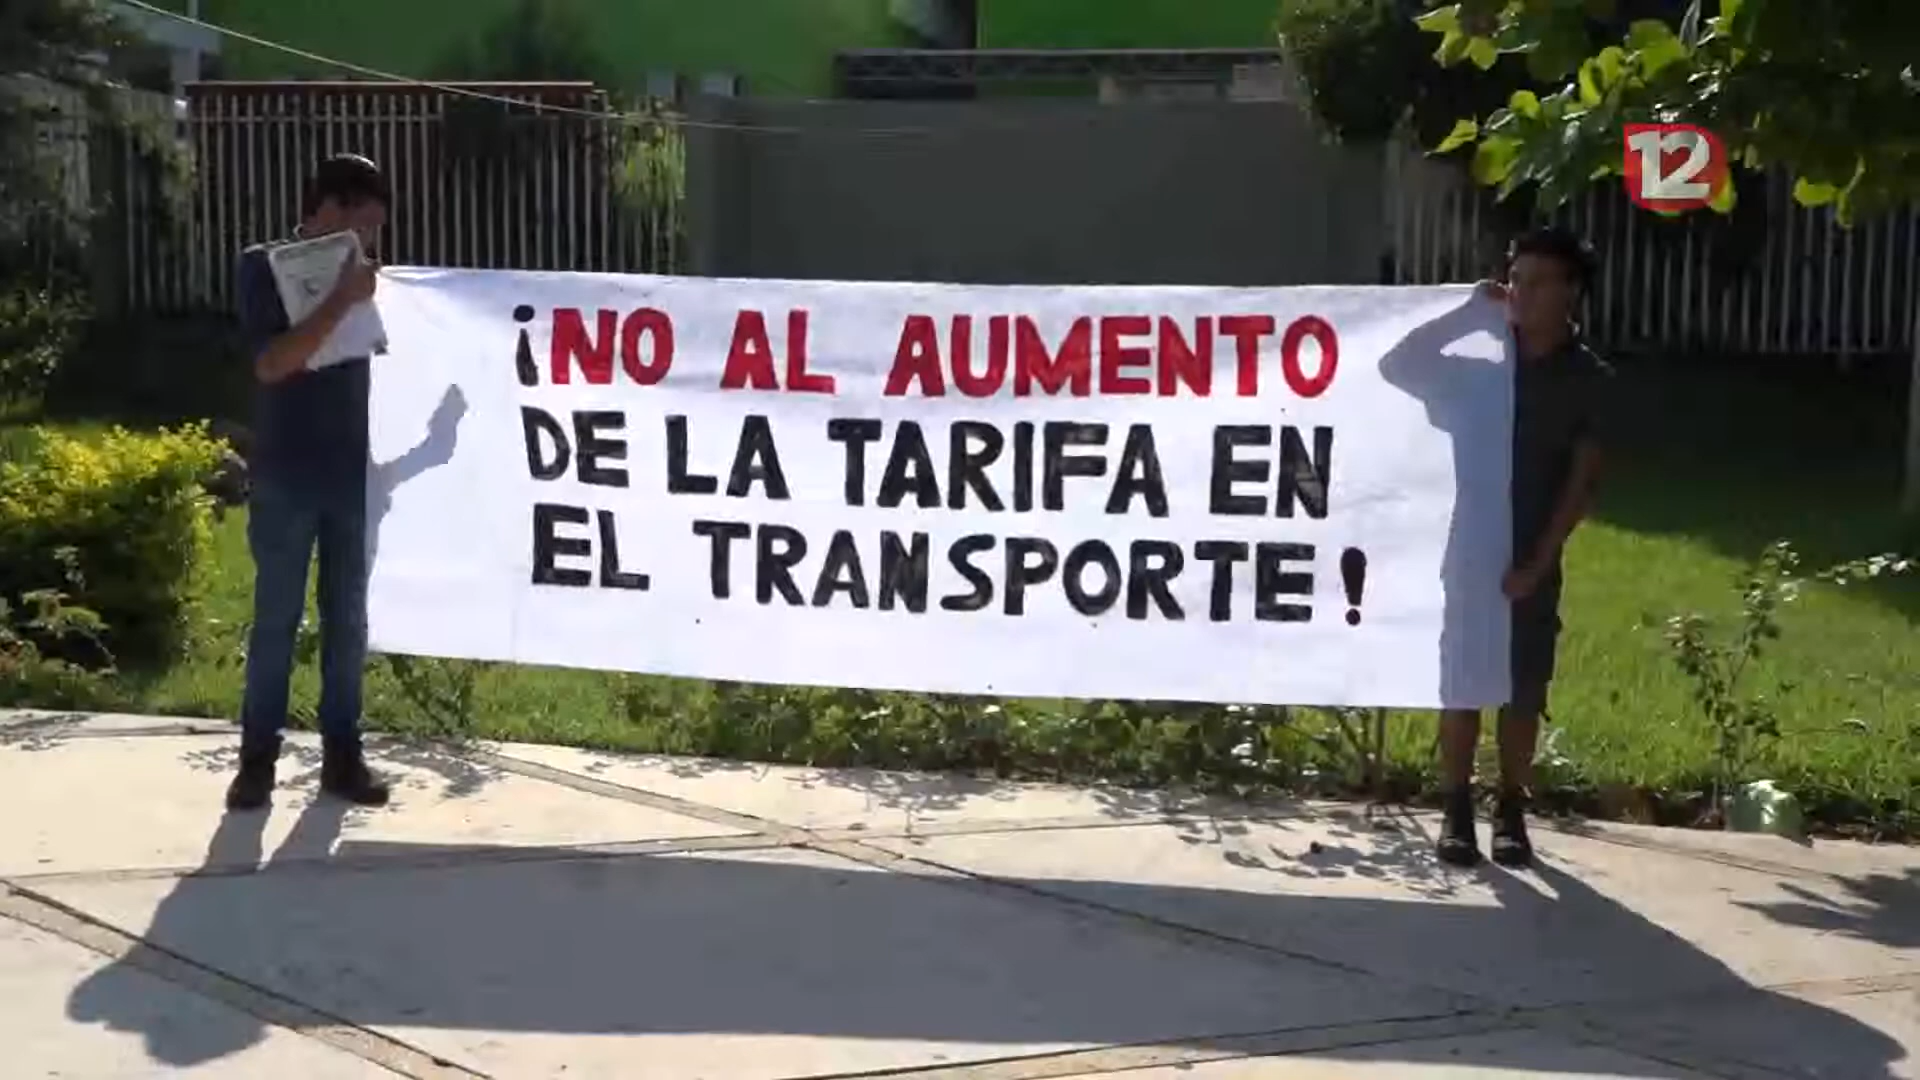 12
¡NO AL AUMENTO
DE LA TARIFA EN
EL TRANSPORTE!